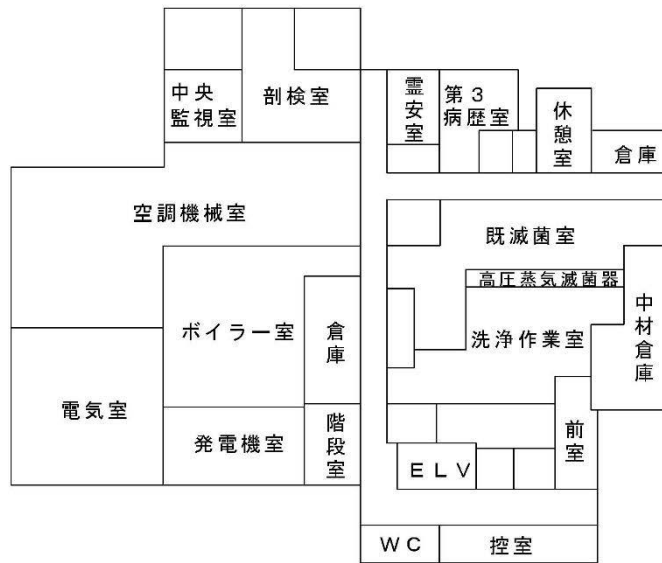 中央
監視室
剖検室
霊安室
第３
病歴室
休憩室
倉庫
空調機械室
既滅菌室
高圧蒸気滅菌器
中材倉庫
ボイラー室
倉庫
洗浄作業室
電気室
発電機室
階段室
前室
ＥＬＶ
ＷＣ
控室